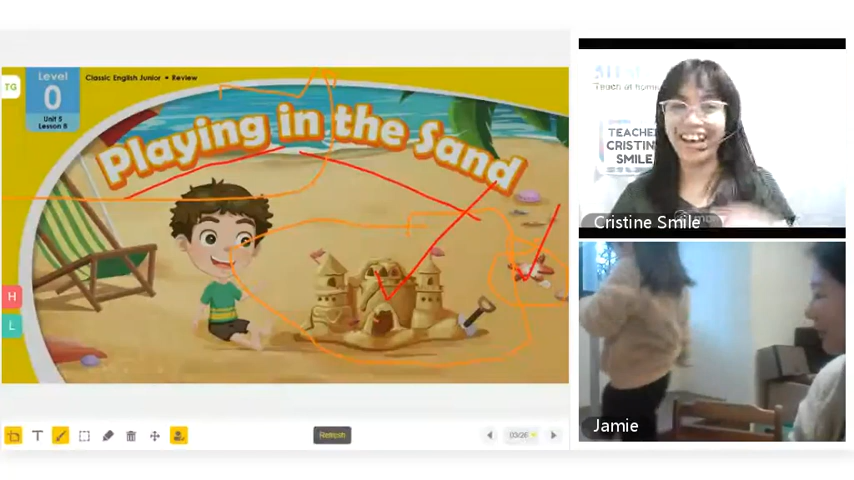 TG
Level
0
Unit 5
Lesson 8
Classic English Junior • Review
Playing in the Sand
H
L
T
Refresh
03/26
Teach at home
TEACHER
CRISTIN
SMILE
Cristine Smile
Jamie